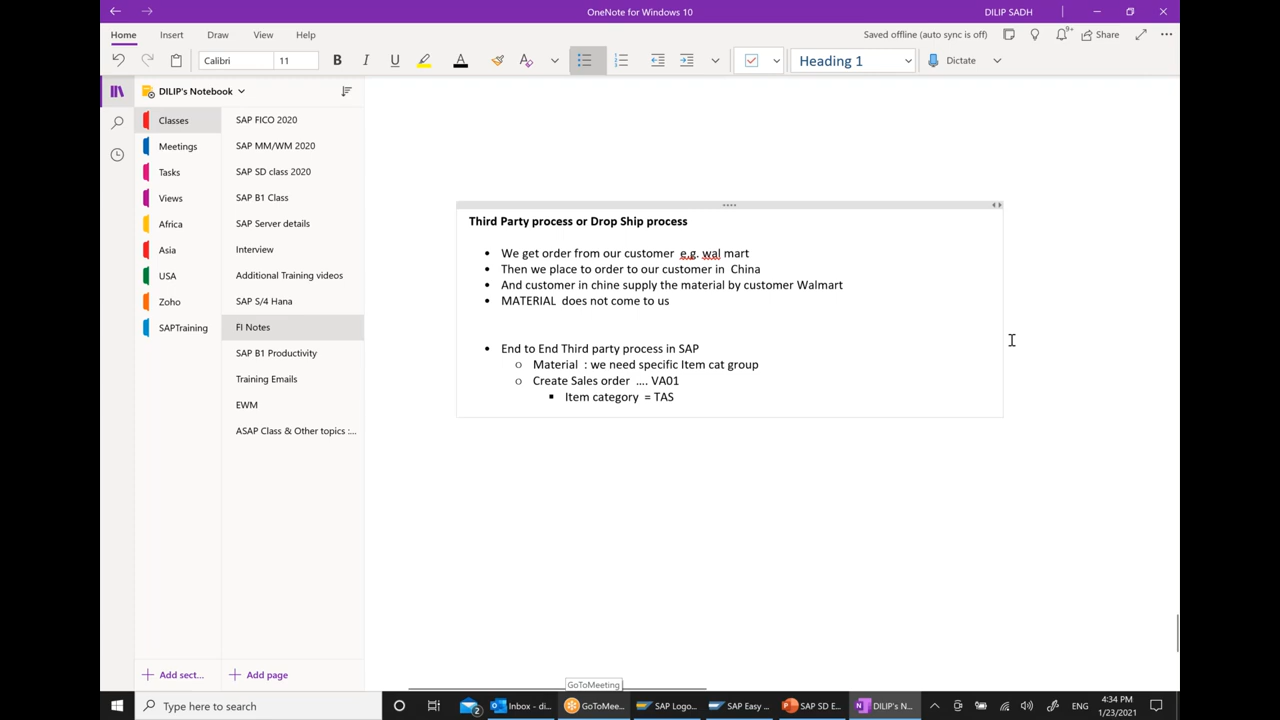 OneNote for Windows 10
DILIP SADH
Home Insert Draw View Help
Saved offline (auto sync is off)
Share
Calibri 11 B I U A Heading 1 Dictate
DILIP's Notebook
Classes
Meetings
Tasks
Views
Africa
Asia
USA
Zoho
SAPTraining
SAP FICO 2020
SAP MM/WM 2020
SAP SD class 2020
SAP B1 Class
SAP Server details
Interview
Additional Training videos
SAP S/4 Hana
FI Notes
SAP B1 Productivity
Training Emails
EWM
ASAP Class & Other topics :...
Third Party process or Drop Ship process
• We get order from our customer e.g. wal mart
• Then we place to order to our customer in China
• And customer in chine supply the material by customer Walmart
• MATERIAL does not come to us
• End to End Third party process in SAP
o Material : we need specific Item cat group
o Create Sales order .... VA01
▪ Item category = TAS
+ Add sect...
+ Add page
GoToMeeting
Type here to search
2
Inbox - di...
GoToMee...
SAP Logo...
SAP Easy ...
SAP SD E...
DILIP's N...
ENG
4:34 PM
1/23/2021